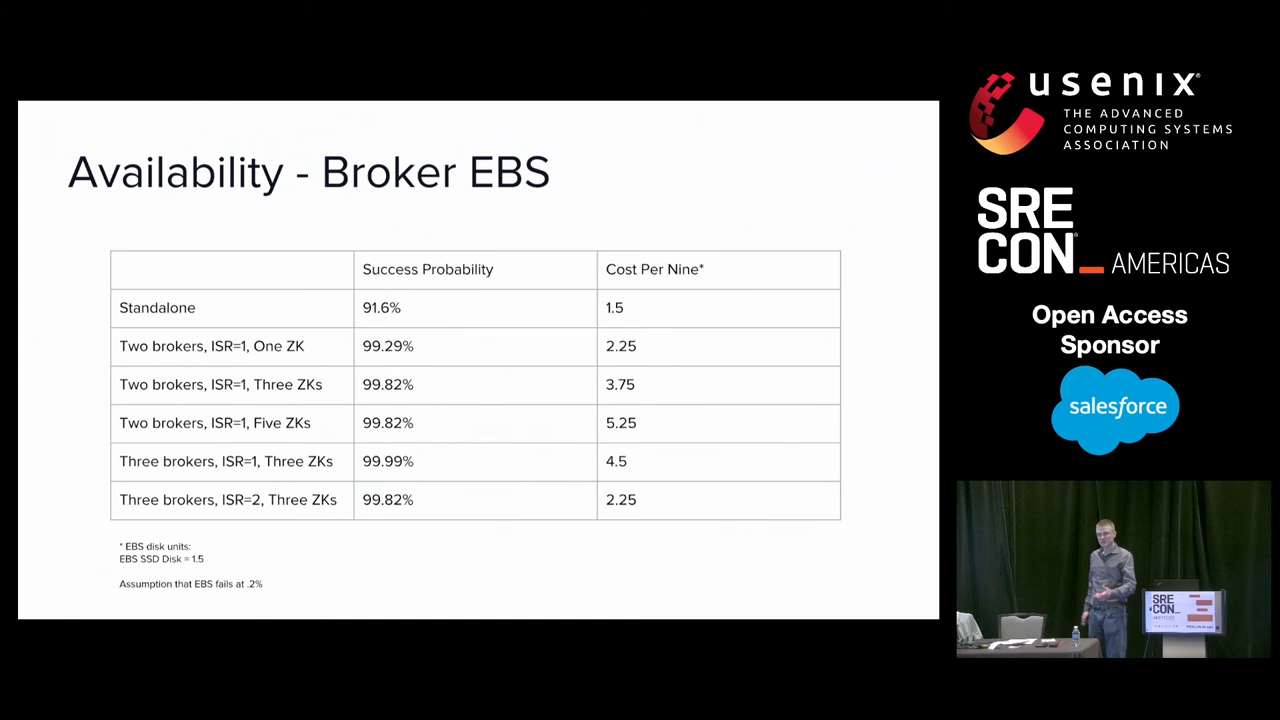 Availability - Broker EBS
Success Probability
Cost Per Nine*
Standalone
91.6%
1.5
Two brokers, ISR=1, One ZK
99.29%
2.25
Two brokers, ISR=1, Three ZKs
99.82%
3.75
Two brokers, ISR=1, Five ZKs
99.82%
5.25
Three brokers, ISR=1, Three ZKs
99.99%
4.5
Three brokers, ISR=2, Three ZKs
99.82%
2.25
* EBS disk units:
EBS SSD Disk = 1.5
Assumption that EBS fails at .2%
usenix®
THE ADVANCED
COMPUTING SYSTEMS
ASSOCIATION
SRE
CON®_ AMERICAS
Open Access
Sponsor
salesforce
SRE
CON_
AMERICAS